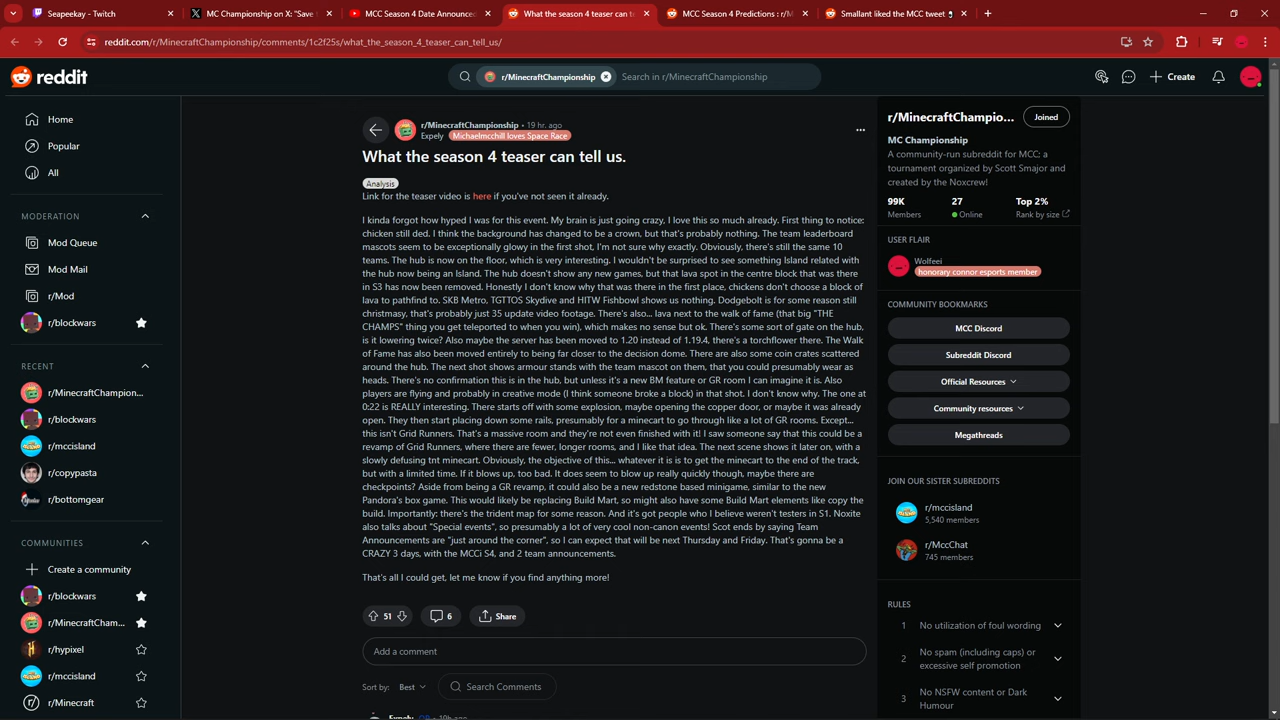 Seapeekay - Twitch
MC Championship on X: "Save
MCC Season 4 Date Announced
What the season 4 teaser can te
MCC Season 4 Predictions : r/M
Smallant liked the MCC tweet
reddit.com/r/MinecraftChampionship/comments/1c2f25s/what_the_season_4_teaser_can_tell_us/
reddit
r/MinecraftChampionship
Search in r/MinecraftChampionship
Create
Home
Popular
All
MODERATION
Mod Queue
Mod Mail
r/Mod
r/blockwars
RECENT
r/MinecraftChampion...
r/blockwars
r/mccisland
r/copypasta
r/bottomgear
COMMUNITIES
Create a community
r/blockwars
r/MinecraftCham...
r/hypixel
r/mccisland
r/Minecraft
r/MinecraftChampionship • 19 hr. ago
Expely Michaelmcchill loves Space Race
What the season 4 teaser can tell us.
Analysis
Link for the teaser video is here if you've not seen it already.
I kinda forgot how hyped I was for this event. My brain is just going crazy, I love this so much already. First thing to notice:
chicken still ded. I think the background has changed to be a crown, but that's probably nothing. The team leaderboard
mascots seem to be exceptionally glowy in the first shot, I'm not sure why exactly. Obviously, there's still the same 10
teams. The hub is now on the floor, which is very interesting. I wouldn't be surprised to see something Island related with
the hub now being an Island. The hub doesn't show any new games, but that lava spot in the centre block that was there
in S3 has now been removed. Honestly I don't know why that was there in the first place, chickens don't choose a block of
lava to pathfind to. SKB Metro, TGTTOS Skydive and HITW Fishbowl shows us nothing. Dodgebolt is for some reason still
christmasy, that's probably just 35 update video footage. There's also... lava next to the walk of fame (that big "THE
CHAMPS" thing you get teleported to when you win), which makes no sense but ok. There's some sort of gate on the hub,
is it lowering twice? Also maybe the server has been moved to 1.20 instead of 1.19.4, there's a torchflower there. The Walk
of Fame has also been moved entirely to being far closer to the decision dome. There are also some coin crates scattered
around the hub. The next shot shows armour stands with the team mascot on them, that you could presumably wear as
heads. There's no confirmation this is in the hub, but unless it's a new BM feature or GR room I can imagine it is. Also
players are flying and probably in creative mode (I think someone broke a block) in that shot. I don't know why. The one at
0:22 is REALLY interesting. There starts off with some explosion, maybe opening the copper door, or maybe it was already
open. They then start placing down some rails, presumably for a minecart to go through like a lot of GR rooms. Except...
this isn't Grid Runners. That's a massive room and they're not even finished with it! I saw someone say that this could be a
revamp of Grid Runners, where there are fewer, longer rooms, and I like that idea. The next scene shows it later on, with a
slowly defusing tnt minecart. Obviously, the objective of this... whatever it is is to get the minecart to the end of the track,
but with a limited time. If it blows up, too bad. It does seem to blow up really quickly though, maybe there are
checkpoints? Aside from being a GR revamp, it could also be a new redstone based minigame, similar to the new
Pandora's box game. This would likely be replacing Build Mart, so might also have some Build Mart elements like copy the
build. Importantly: there's the trident map for some reason. And it's got people who I believe weren't testers in S1. Noxite
also talks about "Special events", so presumably a lot of very cool non-canon events! Scot ends by saying Team
Announcements are "just around the corner", so I can expect that will be next Thursday and Friday. That's gonna be a
CRAZY 3 days, with the MCCi S4, and 2 team announcements.
That's all I could get, let me know if you find anything more!
51
6
Share
Add a comment
Sort by: Best
Search Comments
Expely OP • 19h ago
r/MinecraftChampio...
Joined
MC Championship
A community-run subreddit for MCC; a
tournament organized by Scott Smajor and
created by the Noxcrew!
99K 27 Top 2%
Members Online Rank by size
USER FLAIR
Wolfeei
honorary connor esports member
COMMUNITY BOOKMARKS
MCC Discord
Subreddit Discord
Official Resources
Community resources
Megathreads
JOIN OUR SISTER SUBREDDITS
r/mccisland
5,540 members
r/MccChat
745 members
RULES
1 No utilization of foul wording
2 No spam (including caps) or
excessive self promotion
3 No NSFW content or Dark
Humour